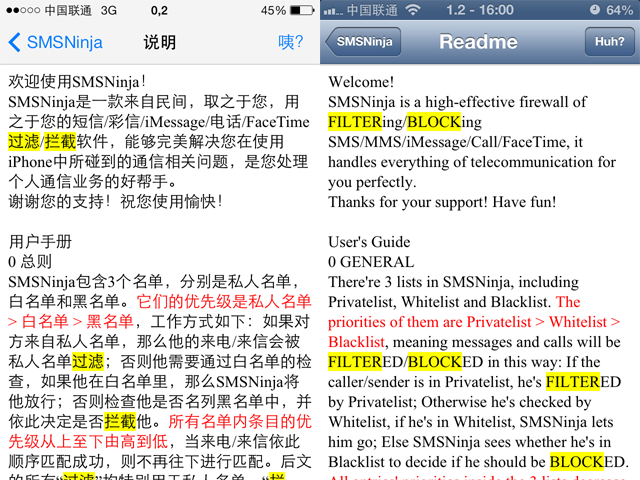 中国联通 3G 0,2 45%
SMSNinja 说明 咦?
欢迎使用SMSNinja!
SMSNinja是一款来自民间，取之于您，用
之于您的短信/彩信/iMessage/电话/FaceTime
过滤/拦截软件，能够完美解决您在使用
iPhone中所碰到的通信相关问题，是您处理
个人通信业务的好帮手。
谢谢您的支持！祝您使用愉快！
用户手册
0 总则
SMSNinja包含3个名单，分别是私人名单，
白名单和黑名单。它们的优先级是私人名单
> 白名单 > 黑名单，工作方式如下：如果对
方来自私人名单，那么他的来电/来信会被
私人名单过滤；否则他需要通过白名单的检
查，如果他在白名单里，那么SMSNinja将
他放行；否则检查他是否名列黑名单中，并
依此决定是否拦截他。所有名单内条目的优
先级从上至下由高到低，当来电/来信依此
顺序匹配成功，则不再往下进行匹配。后文
的所有“过滤”均特别用于私人名单，“拦
中国联通 1.2 - 16:00 64%
SMSNinja Readme Huh?
Welcome!
SMSNinja is a high-effective firewall of
FILTERing/BLOCKing
SMS/MMS/iMessage/Call/FaceTime, it
handles everything of telecommunication for
you perfectly.
Thanks for your support! Have fun!
User's Guide
0 GENERAL
There're 3 lists in SMSNinja, including
Privatelist, Whitelist and Blacklist. The
priorities of them are Privatelist > Whitelist >
Blacklist, meaning messages and calls will be
FILTERED/BLOCKED in this way: If the
caller/sender is in Privatelist, he's FILTERED
by Privatelist; Otherwise he's checked by
Whitelist, if he's in Whitelist, SMSNinja lets
him go; Else SMSNinja sees whether he's in
Blacklist to decide if he should be BLOCKED.
All entries' priorities inside the 3 lists decrease